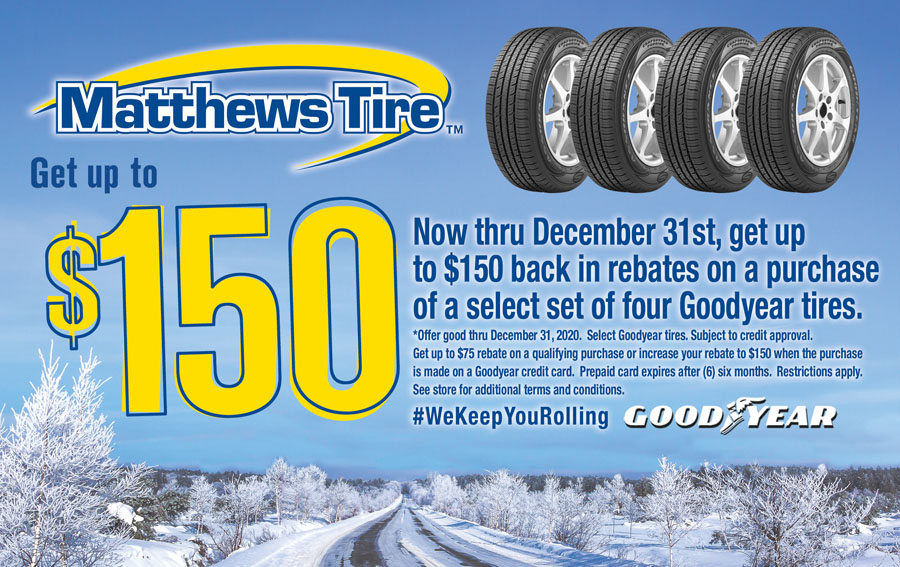 Matthews Tire™
Get up to
$150
Now thru December 31st, get up
to $150 back in rebates on a purchase
of a select set of four Goodyear tires.
*Offer good thru December 31, 2020. Select Goodyear tires. Subject to credit approval.
Get up to $75 rebate on a qualifying purchase or increase your rebate to $150 when the purchase
is made on a Goodyear credit card. Prepaid card expires after (6) six months. Restrictions apply.
See store for additional terms and conditions.
#WeKeepYouRolling GOODYEAR